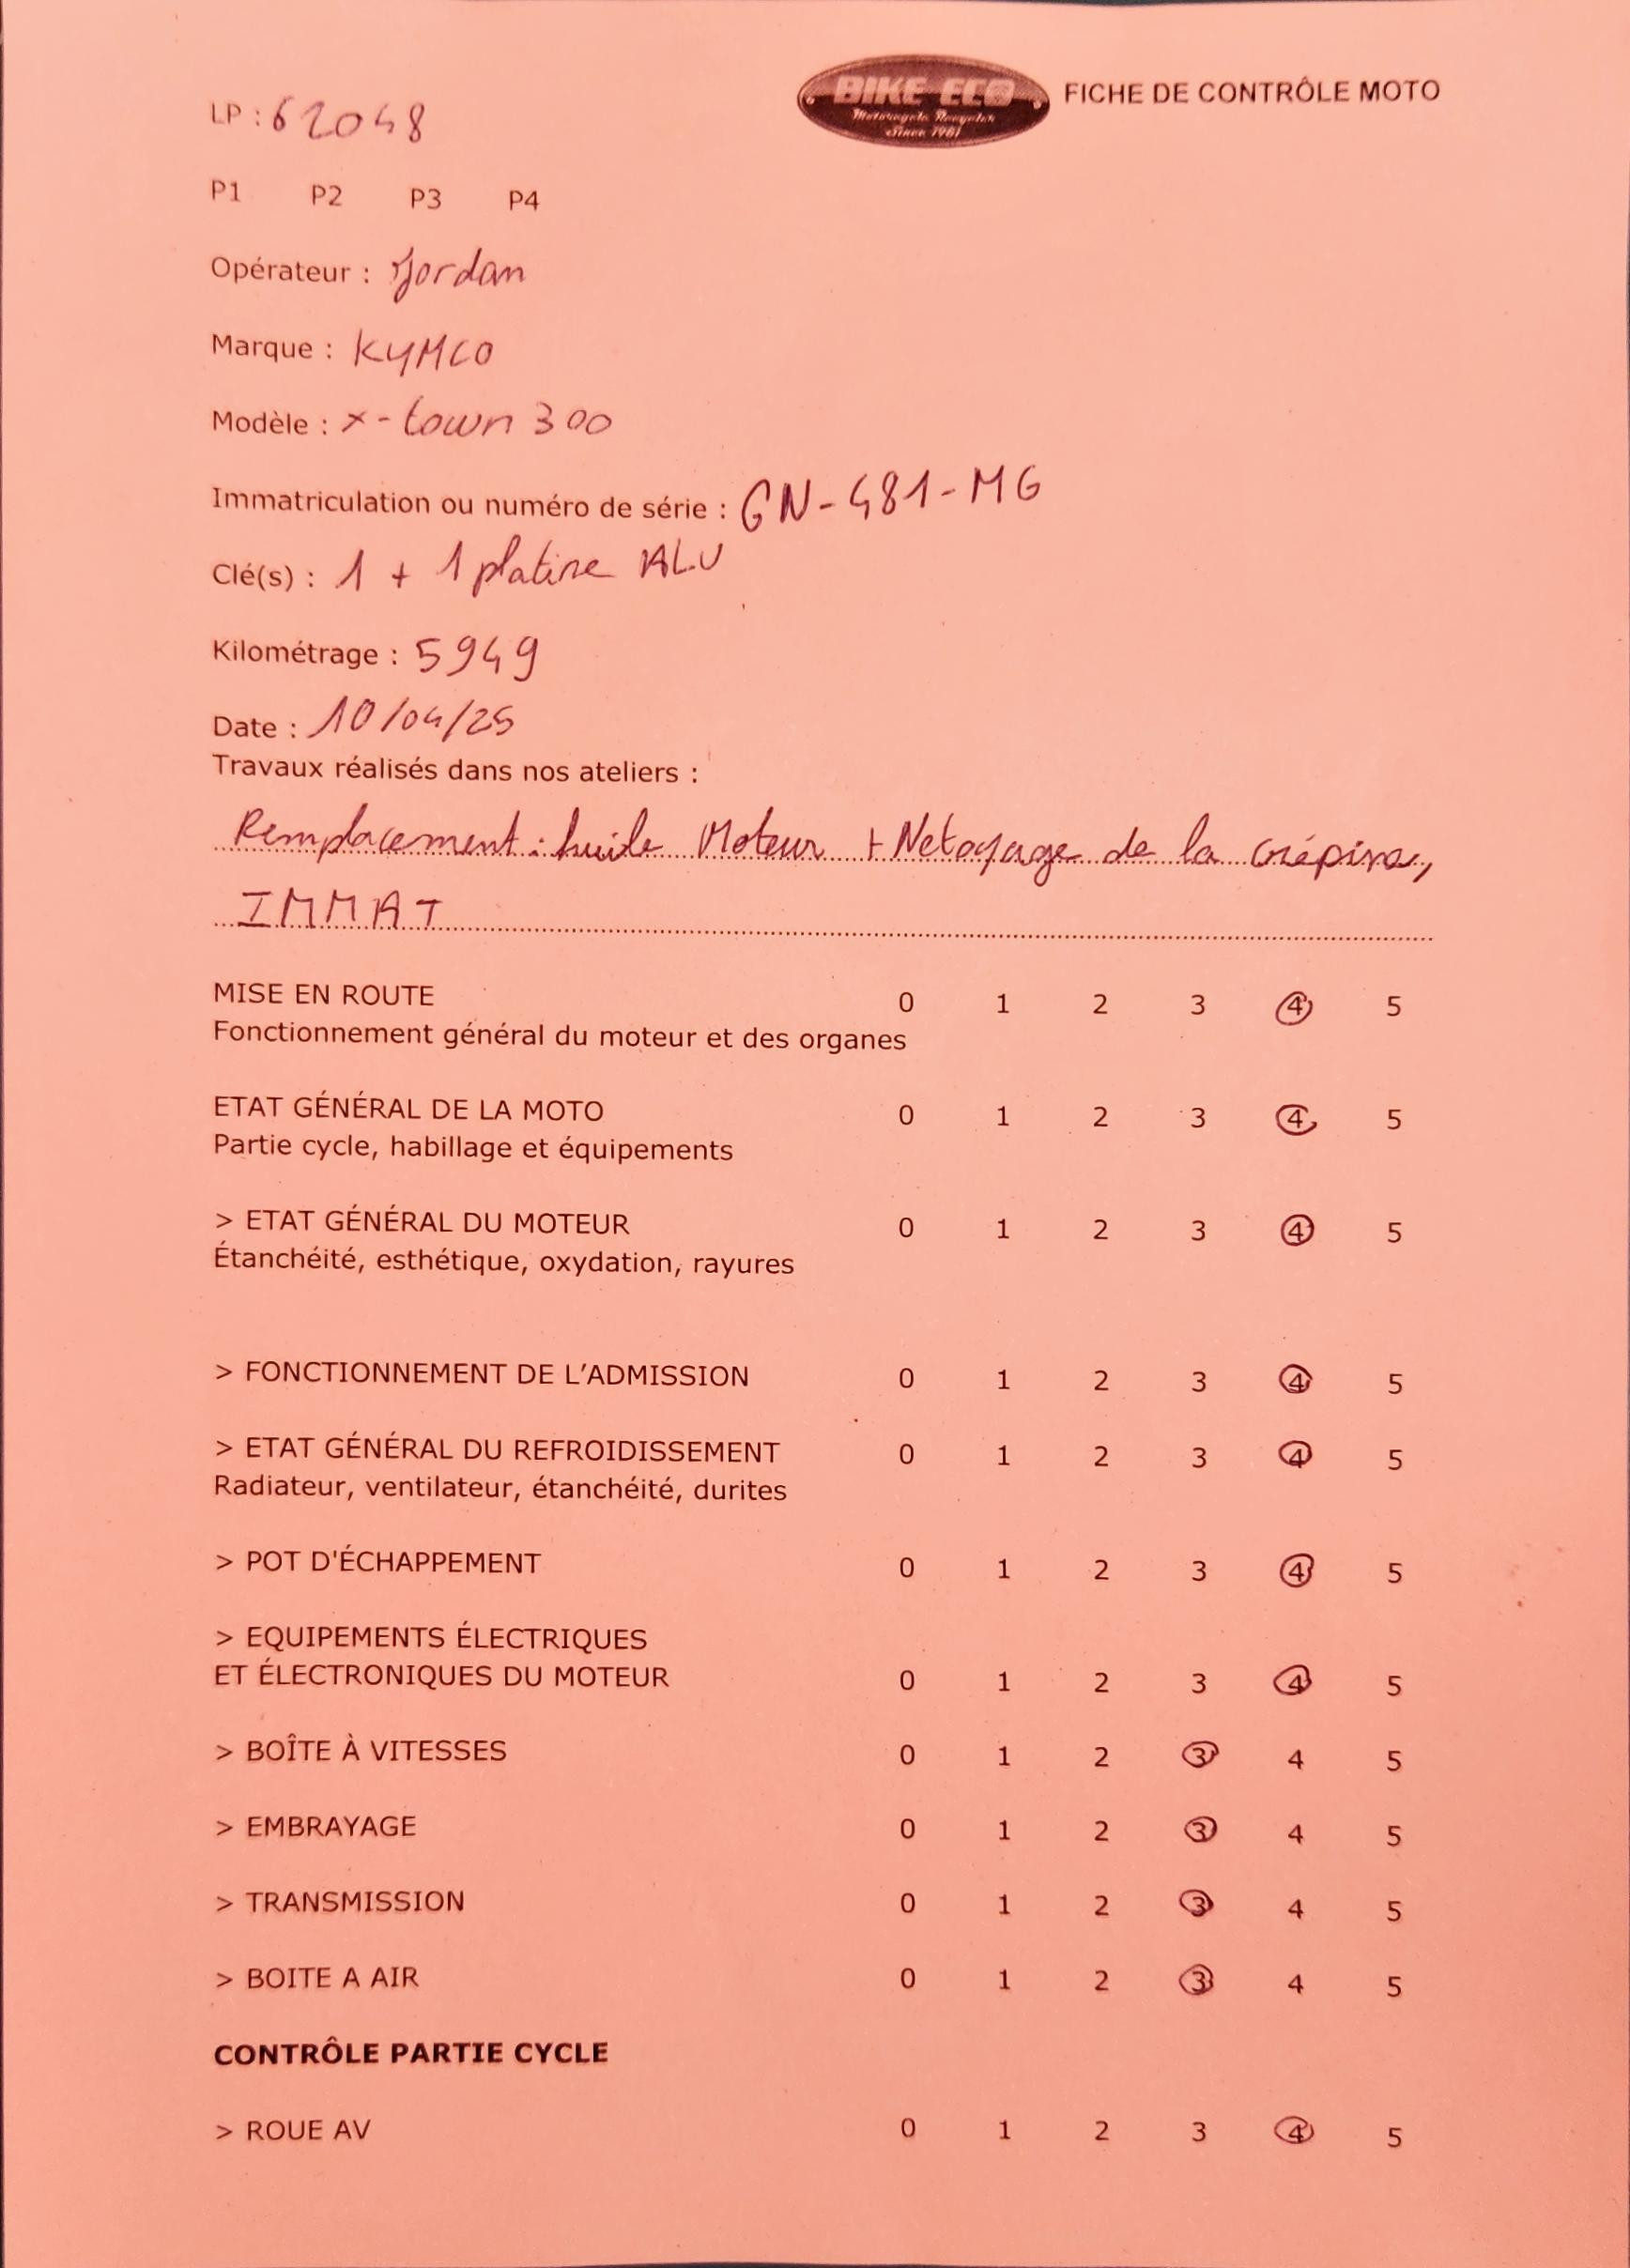 BIKE ECO
Motorcycle Recycler
Since 1981
FICHE DE CONTRÔLE MOTO
LP : 62048
P1 P2 P3 P4
Opérateur : Jordan
Marque : KYMCO
Modèle : x-town 300
Immatriculation ou numéro de série : GN-481-MG
Clé(s) : 1 + 1 platine ALU
Kilométrage : 5949
Date : 10/04/25
Travaux réalisés dans nos ateliers :
Remplacement : huile Moteur + Netoyage de la crépine,
IMMAT
MISE EN ROUTE 0 1 2 3 4 5
Fonctionnement général du moteur et des organes
ETAT GÉNÉRAL DE LA MOTO 0 1 2 3 4 5
Partie cycle, habillage et équipements
> ETAT GÉNÉRAL DU MOTEUR 0 1 2 3 4 5
Étanchéité, esthétique, oxydation, rayures
> FONCTIONNEMENT DE L'ADMISSION 0 1 2 3 4 5
> ETAT GÉNÉRAL DU REFROIDISSEMENT 0 1 2 3 4 5
Radiateur, ventilateur, étanchéité, durites
> POT D'ÉCHAPPEMENT 0 1 2 3 4 5
> EQUIPEMENTS ÉLECTRIQUES
ET ÉLECTRONIQUES DU MOTEUR 0 1 2 3 4 5
> BOÎTE À VITESSES 0 1 2 3 4 5
> EMBRAYAGE 0 1 2 3 4 5
> TRANSMISSION 0 1 2 3 4 5
> BOITE A AIR 0 1 2 3 4 5
CONTRÔLE PARTIE CYCLE
> ROUE AV 0 1 2 3 4 5